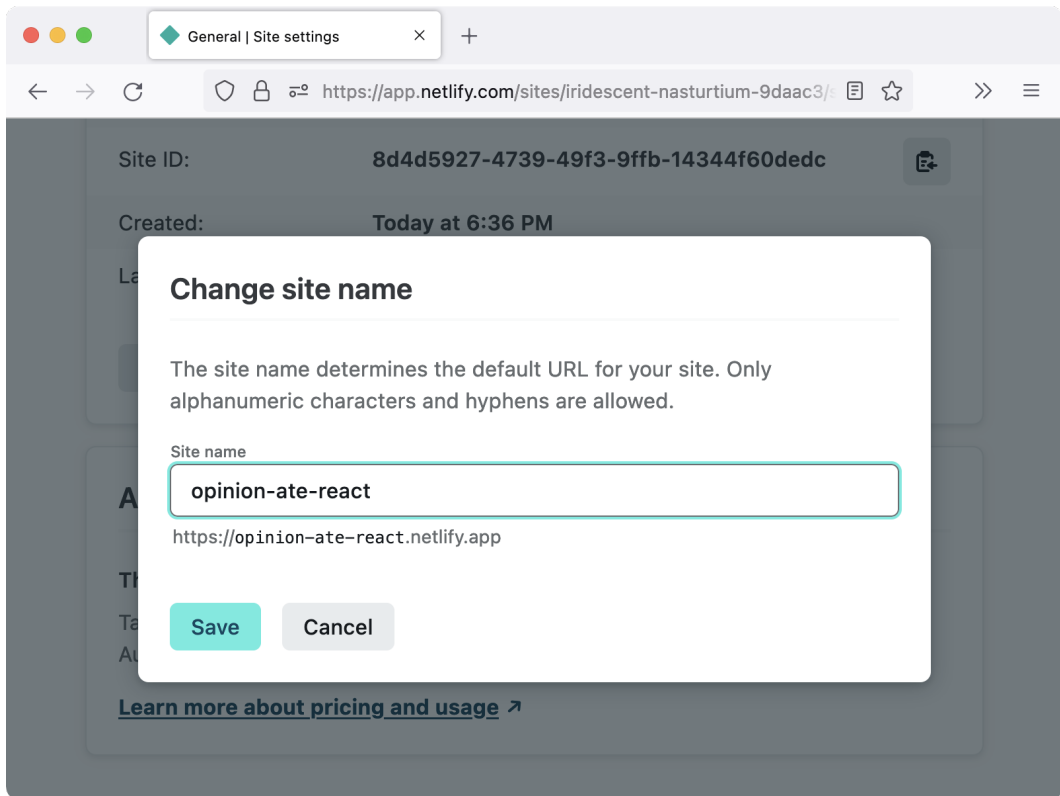 General | Site settings
https://app.netlify.com/sites/iridescent-nasturtium-9daac3/
Site ID: 8d4d5927-4739-49f3-9ffb-14344f60dedc
Created: Today at 6:36 PM
Change site name
The site name determines the default URL for your site. Only
alphanumeric characters and hyphens are allowed.
Site name
opinion-ate-react
https://opinion-ate-react.netlify.app
Save Cancel
Learn more about pricing and usage